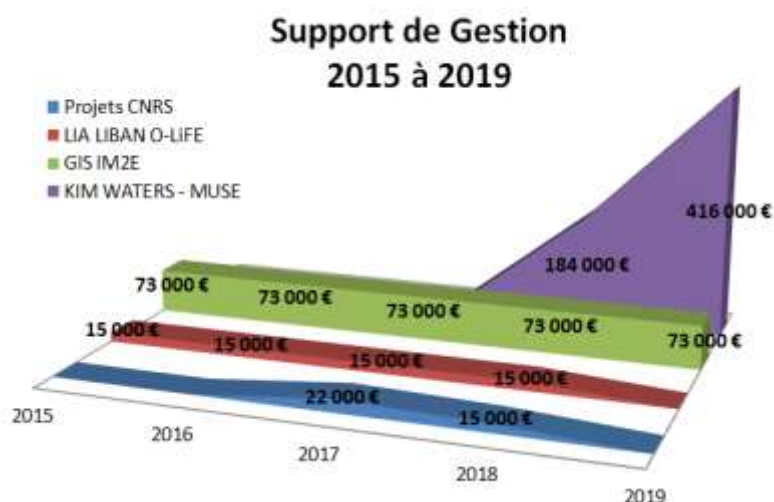 Support de Gestion
2015 à 2019
Projets CNRS
LIA LIBAN O-LiFE
GIS IM2E
KIM WATERS - MUSE
416 000 €
184 000 €
73 000 €
73 000 €
73 000 €
73 000 €
73 000 €
15 000 €
15 000 €
15 000 €
15 000 €
22 000 €
15 000 €
2015
2016
2017
2018
2019